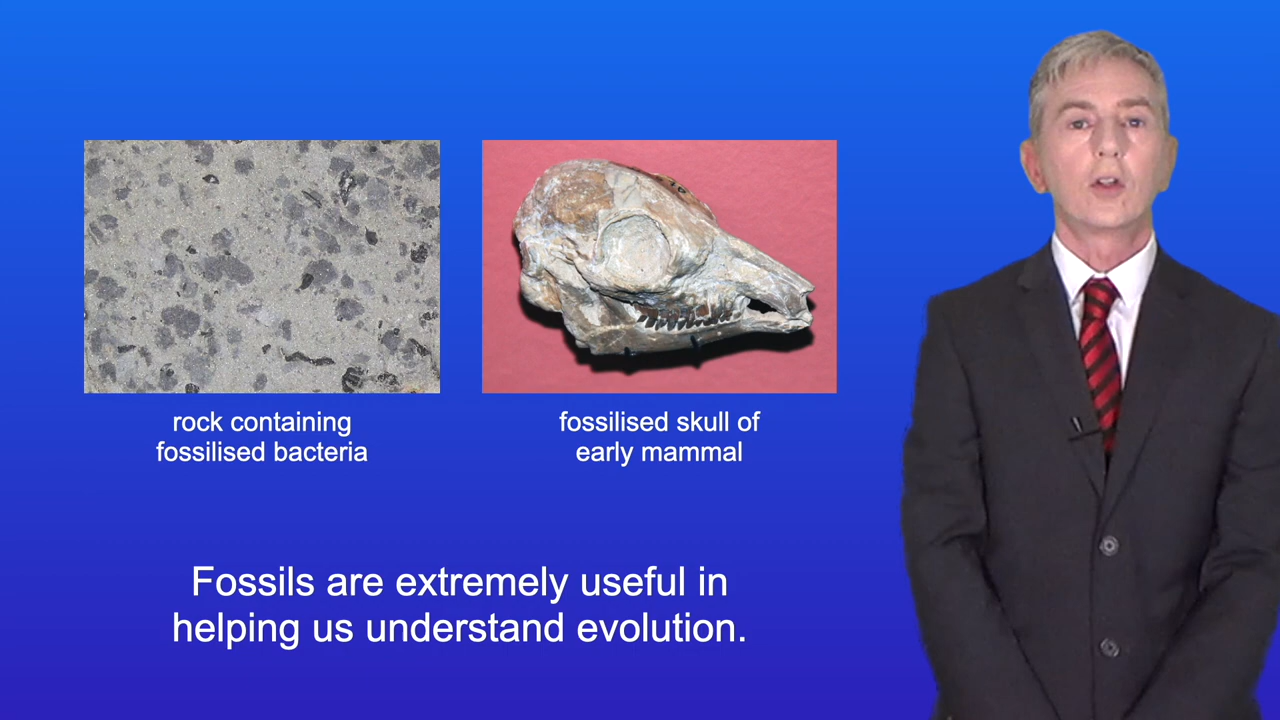 rock containing
fossilised bacteria
fossilised skull of
early mammal
Fossils are extremely useful in
helping us understand evolution.